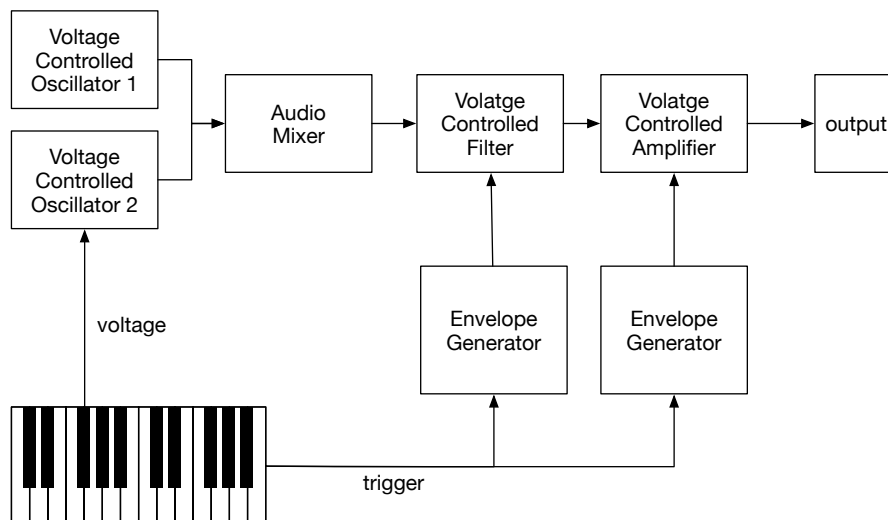 Voltage
Controlled
Oscillator 1
Voltage
Controlled
Oscillator 2
Audio
Mixer
Volatge
Controlled
Filter
Volatge
Controlled
Amplifier
output
voltage
Envelope
Generator
Envelope
Generator
trigger